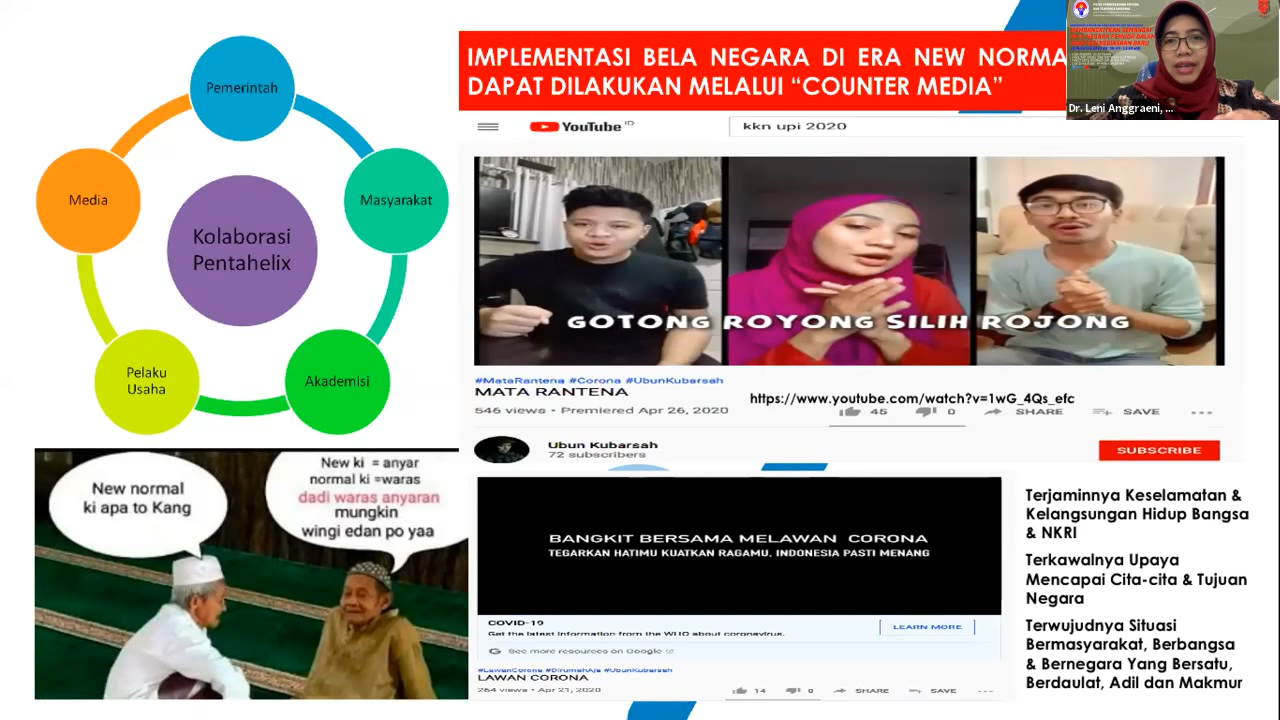 IMPLEMENTASI BELA NEGARA DI ERA NEW NORMA
DAPAT DILAKUKAN MELALUI “COUNTER MEDIA”
Dr. Leni Anggraeni, ...
Pemerintah
Media
Masyarakat
Kolaborasi
Pentahelix
Pelaku
Usaha
Akademisi
YouTube ID
kkn upi 2020
GOTONG ROYONG SILIH ROJONG
#MataRantena #Corona #UbunKubarsah
MATA RANTENA
https://www.youtube.com/watch?v=1wG_4Qs_efc
546 views • Premiered Apr 26, 2020
45 0 SHARE SAVE ...
Ubun Kubarsah
72 subscribers
SUBSCRIBE
New normal
ki apa to Kang
New ki = anyar
normal ki =waras
dadi waras anyaran
mungkin
wingi edan po yaa
BANGKIT BERSAMA MELAWAN CORONA
TEGARKAN HATIMU KUATKAN RAGAMU, INDONESIA PASTI MENANG
COVID-19
Get the latest information from the WHO about coronavirus.
LEARN MORE
See more resources on Google
#LawanCorona #DirumahAja #UbunKubarsah
LAWAN CORONA
264 views • Apr 21, 2020
14 0 SHARE SAVE ...
Terjaminnya Keselamatan &
Kelangsungan Hidup Bangsa
& NKRI
Terkawalnya Upaya
Mencapai Cita-cita & Tujuan
Negara
Terwujudnya Situasi
Bermasyarakat, Berbangsa
& Bernegara Yang Bersatu,
Berdaulat, Adil dan Makmur